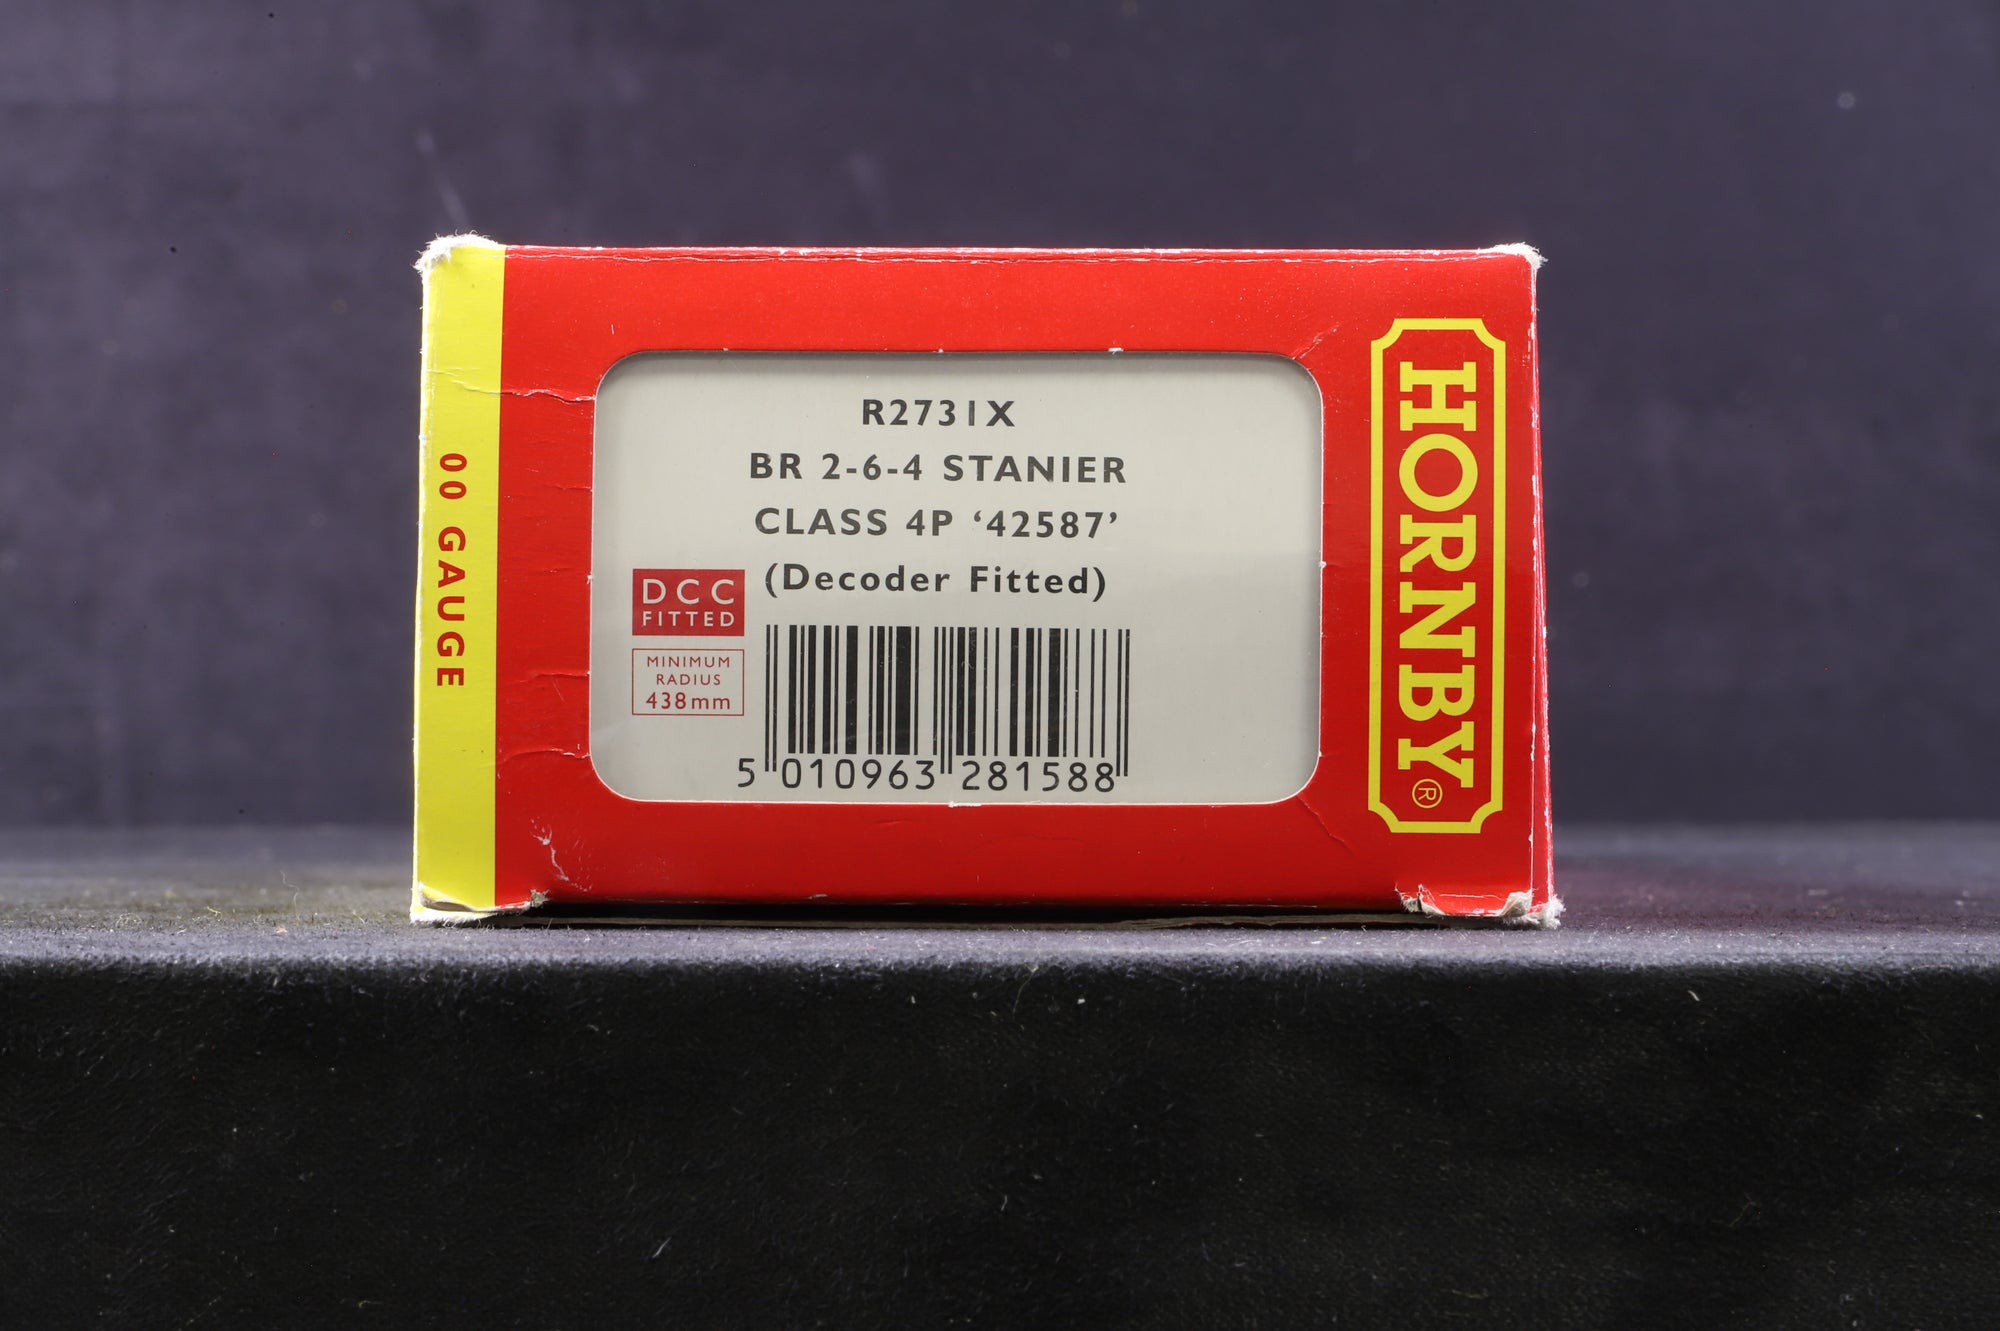 00 GAUGE
R2731X
BR 2-6-4 STANIER
CLASS 4P ‘42587’
(Decoder Fitted)
DCC
FITTED
MINIMUM
RADIUS
438mm
5 010963 281588
HORNBY®